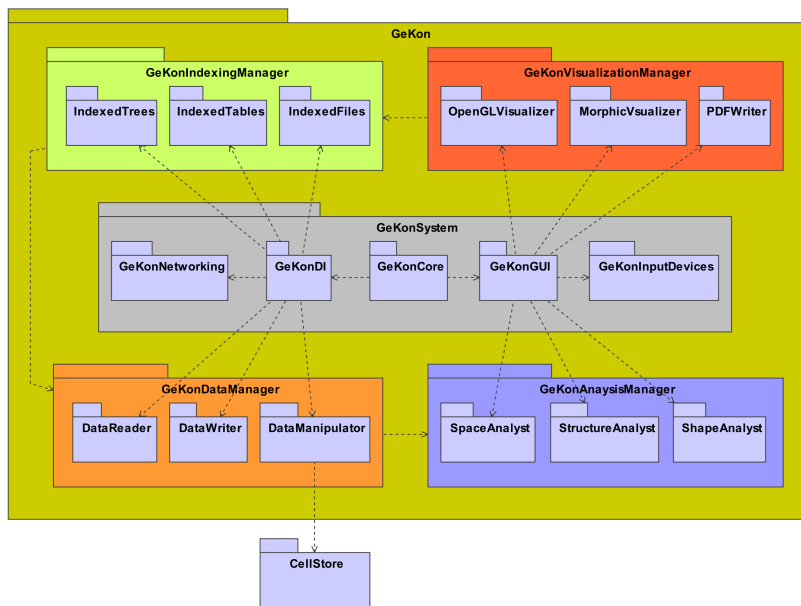 GeKon
GeKonIndexingManager
IndexedTrees
IndexedTables
IndexedFiles
GeKonVisualizationManager
OpenGLVisualizer
MorphicVsualizer
PDFWriter
GeKonSystem
GeKonNetworking
GeKonDI
GeKonCore
GeKonGUI
GeKonInputDevices
GeKonDataManager
DataReader
DataWriter
DataManipulator
GeKonAnaysisManager
SpaceAnalyst
StructureAnalyst
ShapeAnalyst
CellStore